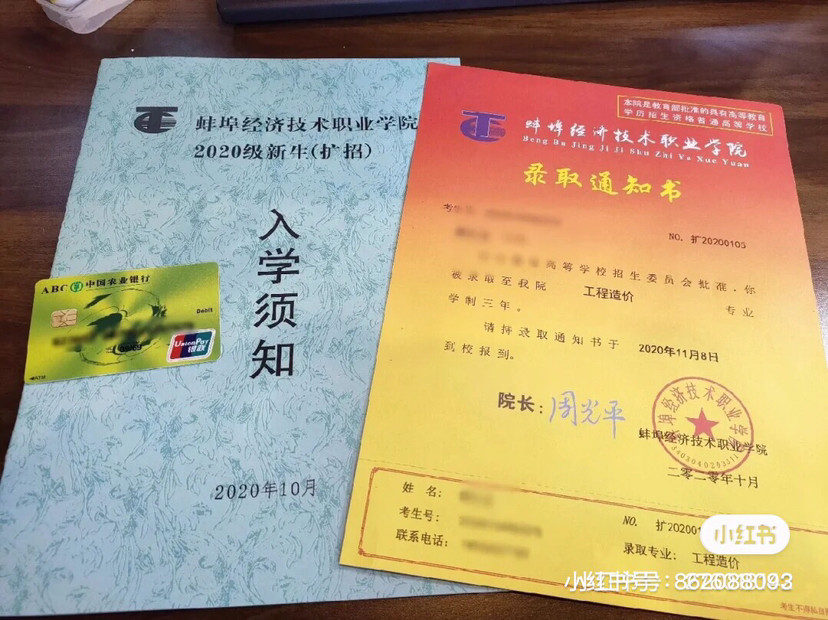 蚌埠经济技术职业学院
2020级新生(扩招)
入学须知
2020年10月
ABC 中国农业银行
Debit
UnionPay
银联
ATM
本院是教育部批准的具有高等教育
学历招生资格普通高等学校
蚌埠经济技术职业学院
Beng Bu Jing Ji Ji Shu Zhi Ye Xue Yuan
录取通知书
考生
NO. 扩20200105
高等学校招生委员会批准,你
被录取至我院 工程造价 专业
学制三年。
请持录取通知书于 2020年11月8日
到校报到。
院长:周光平
蚌埠经济技术职业学院
二〇二〇年十月
姓 名:
考生号:
联系电话:
NO. 扩20200
录取专业: 工程造价
小红书
小红书号: